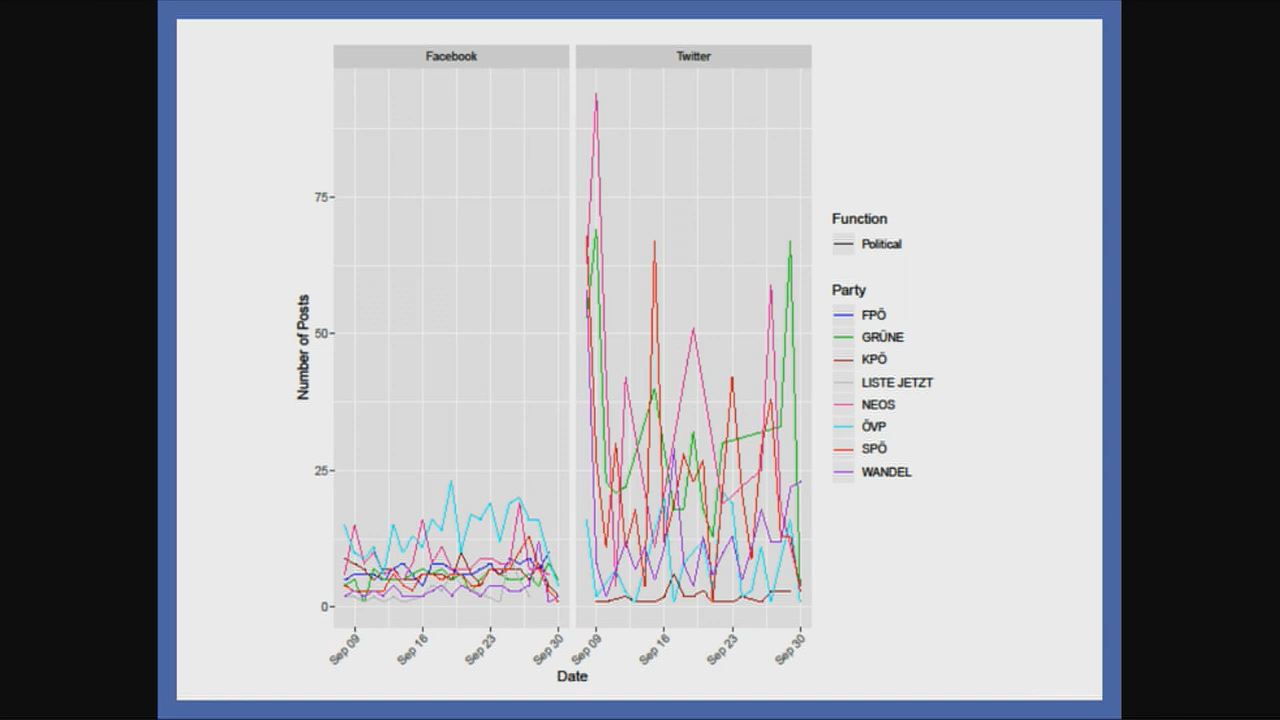 Facebook
Twitter
75
50
25
0
Number of Posts
Sep 09
Sep 16
Sep 23
Sep 30
Sep 09
Sep 16
Sep 23
Sep 30
Date
Function
Political
Party
FPÖ
GRÜNE
KPÖ
LISTE JETZT
NEOS
ÖVP
SPÖ
WANDEL